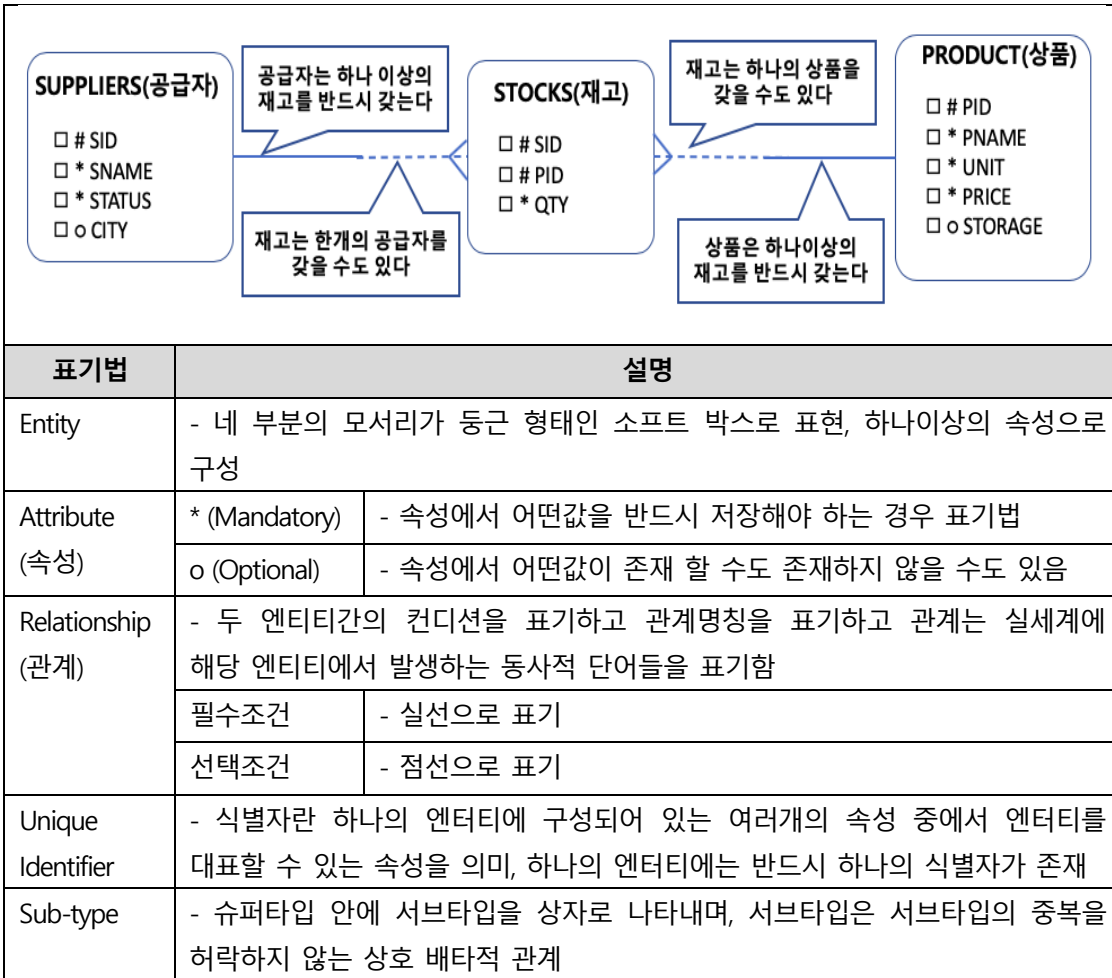 SUPPLIERS(공급자)
□ # SID
□ * SNAME
□ * STATUS
□ o CITY
공급자는 하나 이상의
재고를 반드시 갖는다
재고는 한개의 공급자를
갖을 수도 있다
STOCKS(재고)
□ # SID
□ # PID
□ * QTY
재고는 하나의 상품을
갖을 수도 있다
상품은 하나이상의
재고를 반드시 갖는다
PRODUCT(상품)
□ # PID
□ * PNAME
□ * UNIT
□ * PRICE
□ o STORAGE
표기법 설명
Entity - 네 부분의 모서리가 둥근 형태인 소프트 박스로 표현, 하나이상의 속성으로
구성
Attribute * (Mandatory) - 속성에서 어떤값을 반드시 저장해야 하는 경우 표기법
(속성) o (Optional) - 속성에서 어떤값이 존재 할 수도 존재하지 않을 수도 있음
Relationship - 두 엔티티간의 컨디션을 표기하고 관계명칭을 표기하고 관계는 실세계에
(관계) 해당 엔티티에서 발생하는 동사적 단어들을 표기함
필수조건 - 실선으로 표기
선택조건 - 점선으로 표기
Unique - 식별자란 하나의 엔터티에 구성되어 있는 여러개의 속성 중에서 엔터티를
Identifier 대표할 수 있는 속성을 의미, 하나의 엔터티에는 반드시 하나의 식별자가 존재
Sub-type - 슈퍼타입 안에 서브타입을 상자로 나타내며, 서브타입은 서브타입의 중복을
허락하지 않는 상호 배타적 관계